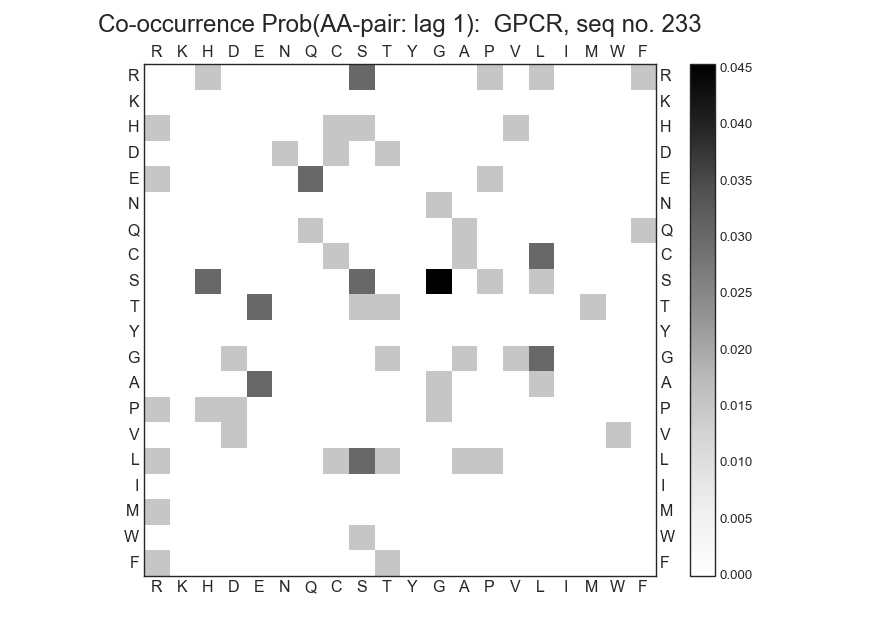 Co-occurrence Prob(AA-pair: lag 1):  GPCR, seq no. 233
R K H D E N Q C S T Y G A P V L I M W F
R R 0.045
K K
H H 0.040
D D
E E 0.035
N N
Q Q 0.030
C C
S S 0.025
T T
Y Y 0.020
G G
A A
P P 0.015
V V
L L 0.010
I I
M M 0.005
W W
F F 0.000
R K H D E N Q C S T Y G A P V L I M W F